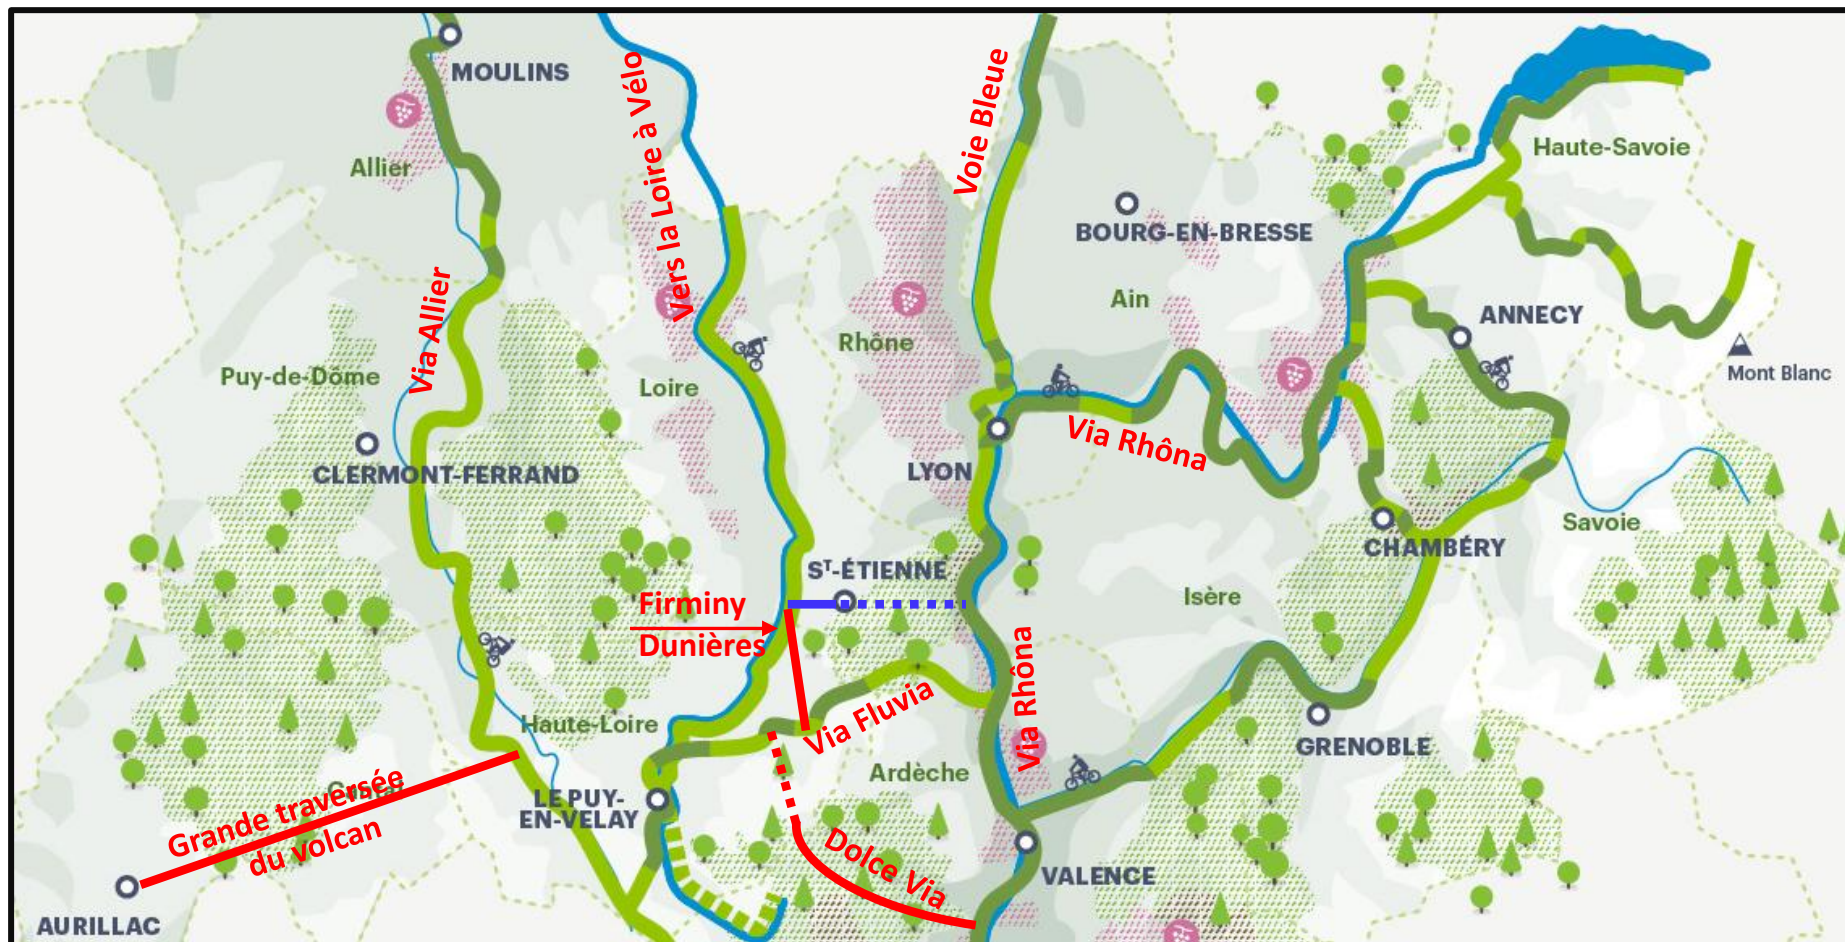 MOULINS
Allier
Vers la Loire à Vélo
Voie Bleue
Haute-Savoie
BOURG-EN-BRESSE
Ain
Via Allier
Rhône
ANNECY
Mont Blanc
Puy-de-Dôme
Loire
Via Rhôna
CLERMONT-FERRAND
LYON
Savoie
CHAMBÉRY
Sᵀ-ÉTIENNE
Isère
Firminy
Dunières
Via Rhôna
Haute-Loire
Via Fluvia
GRENOBLE
Ardèche
Cantal
Grande traversée
du volcan
LE PUY-
EN-VELAY
Dolce Via
VALENCE
AURILLAC